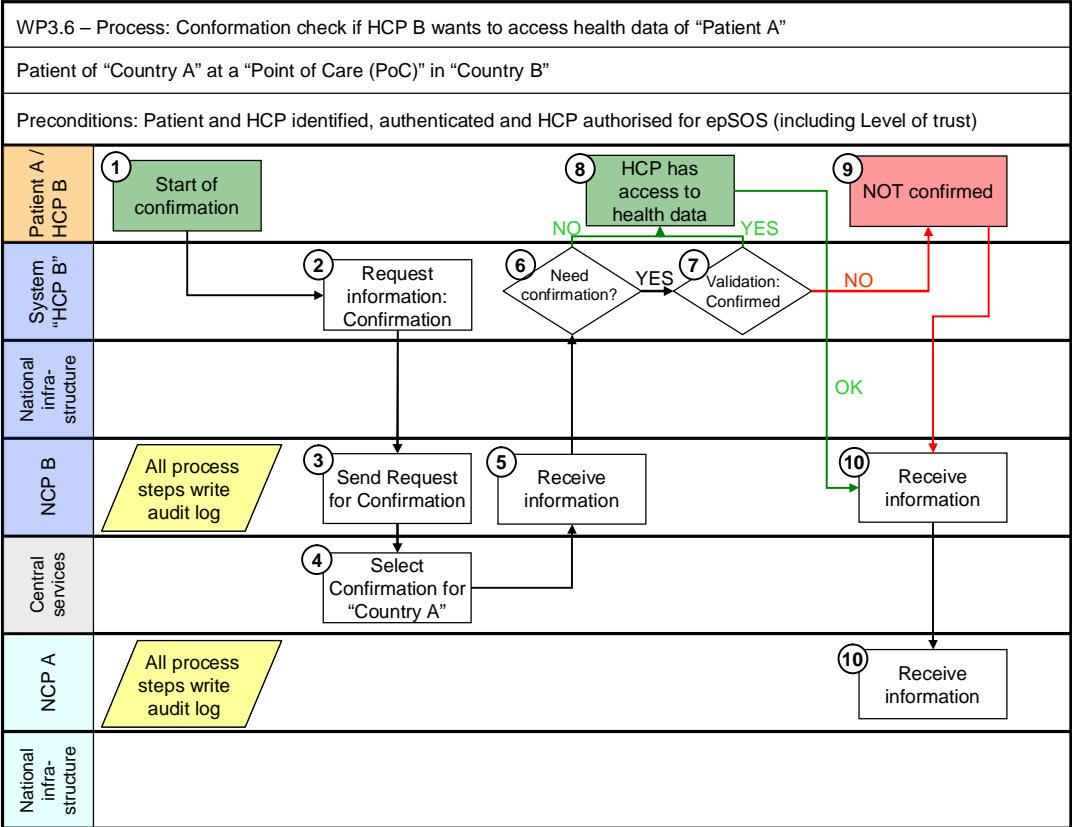 WP3.6 – Process: Conformation check if HCP B wants to access health data of “Patient A”
Patient of “Country A” at a “Point of Care (PoC)” in “Country B”
Preconditions: Patient and HCP identified, authenticated and HCP authorised for epSOS (including Level of trust)
Patient A /
HCP B
1
Start of
confirmation
8
HCP has
access to
health data
9
NOT confirmed
NO
YES
System
“HCP B”
2
Request
information:
Confirmation
6
Need
confirmation?
YES
7
Validation:
Confirmed
NO
National
infra-
structure
OK
NCP B
All process
steps write
audit log
3
Send Request
for Confirmation
5
Receive
information
10
Receive
information
Central
services
4
Select
Confirmation for
“Country A”
NCP A
All process
steps write
audit log
10
Receive
information
National
infra-
structure